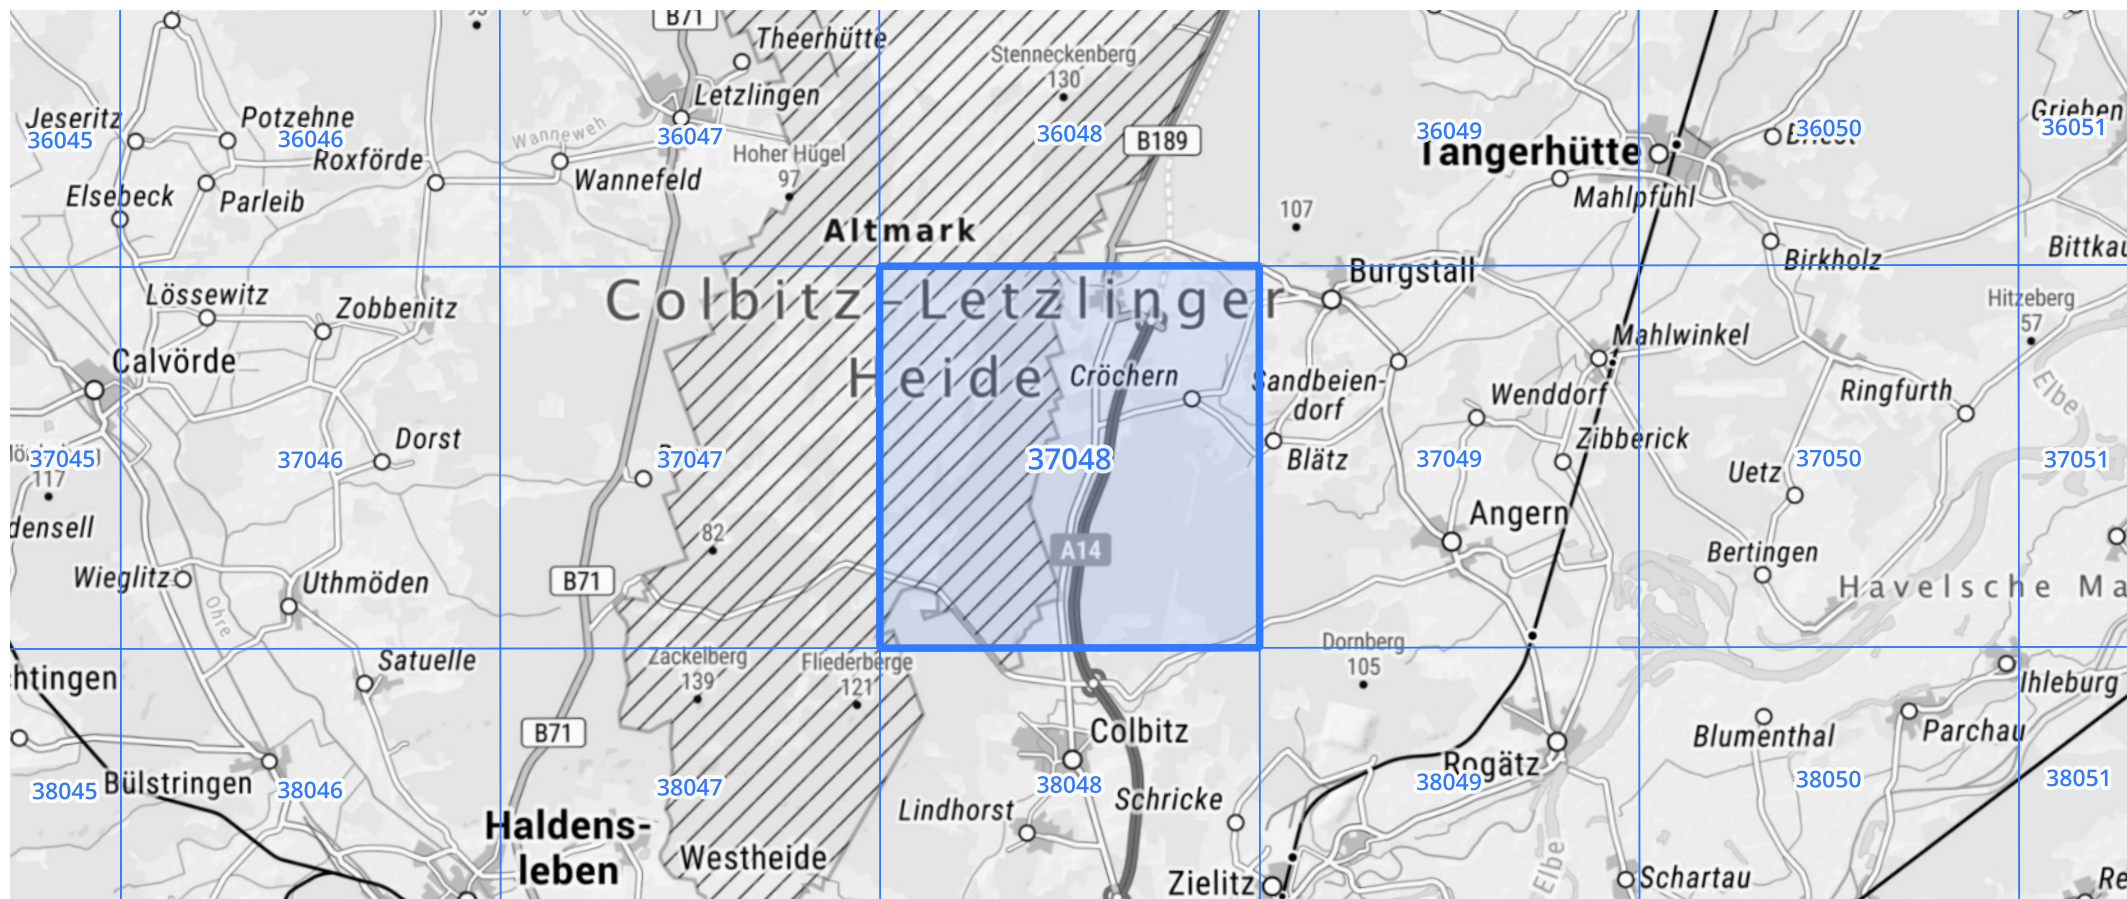 B71
Theerhütte
Stenneckenberg
130
Letzlingen
Jeseritz
Potzehne
36045
36046
Wanneweh
36047
36048
B189
36049
Tangerhütte
36050
Grieben
36051
Roxförde
Wannefeld
Hoher Hügel
97
Elsebeck
Parleib
Mahlpfuhl
107
Altmark
Birkholz
Colbitz-Letzlinger
Heide
Burgstall
Lössewitz
Zobbenitz
Hitzeberg
57
Calvörde
Mahlwinkel
Cröchern
Sandbeien-
dorf
Wenddorf
Ringfurth
Elbe
Dorst
Zibberick
37045
37046
37047
37048
Blätz
37049
Uetz
37050
37051
117
densell
82
Angern
A14
Bertingen
Wieglitz
Uthmöden
B71
Havelsche Ma
Ohre
Zackelberg
139
Fliederberge
121
Dornberg
105
Satuelle
htingen
Ihleburg
B71
Colbitz
Blumenthal
Parchau
Bülstringen
38045
38046
38047
38048
Rogätz
38049
38050
38051
Lindhorst
Schricke
Haldens-
leben
Westheide
Zielitz
Elbe
Schartau
Re